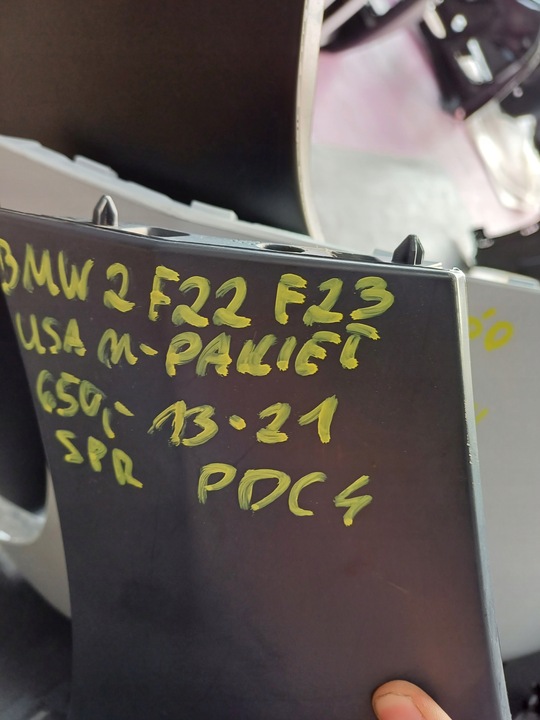 BMW 2 F22 F23
USA M-PAKIET
650,- 13-21
SPR PDC 4